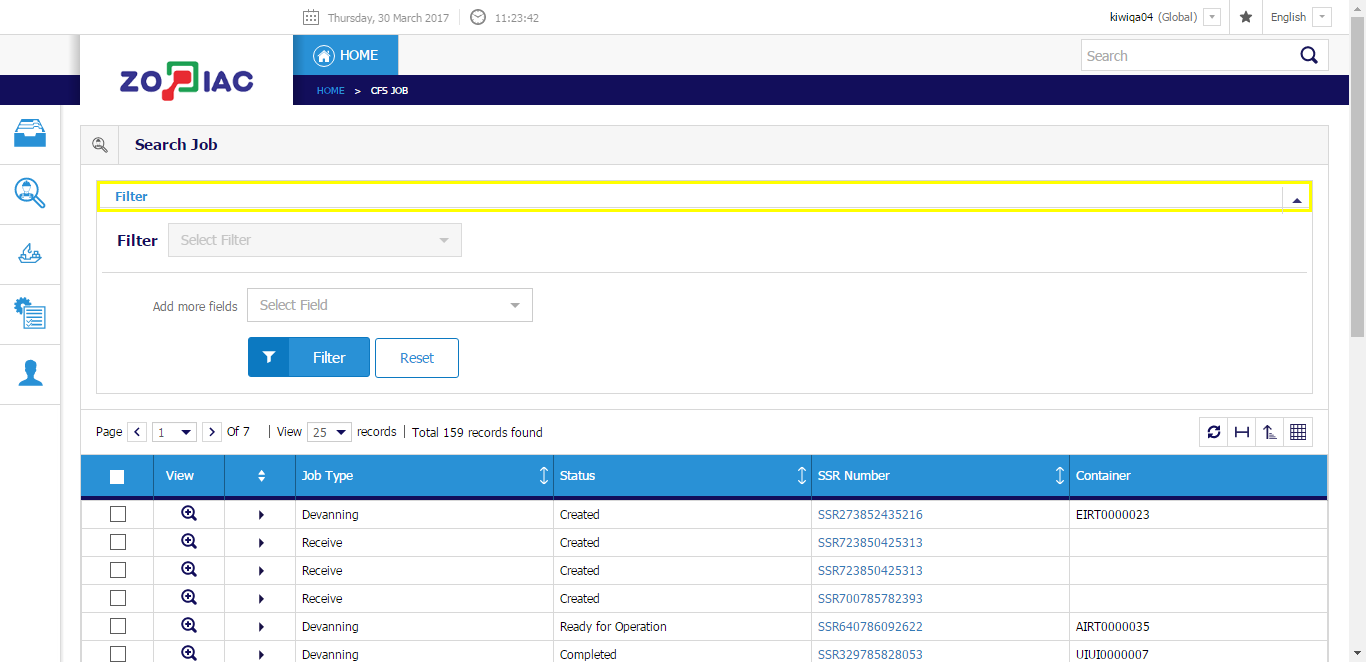 Thursday, 30 March 2017 11:23:42 kiwiqa04 (Global) English
HOME Search
ZODIAC
HOME > CFS JOB
Search Job
Filter
Filter Select Filter
Add more fields Select Field
Filter Reset
Page 1 Of 7 | View 25 records | Total 159 records found
View Job Type Status SSR Number Container
Devanning Created SSR273852435216 EIRT0000023
Receive Created SSR723850425313
Receive Created SSR723850425313
Receive Created SSR700785782393
Devanning Ready for Operation SSR640786092622 AIRT0000035
Devanning Completed SSR329785828053 UIUI0000007